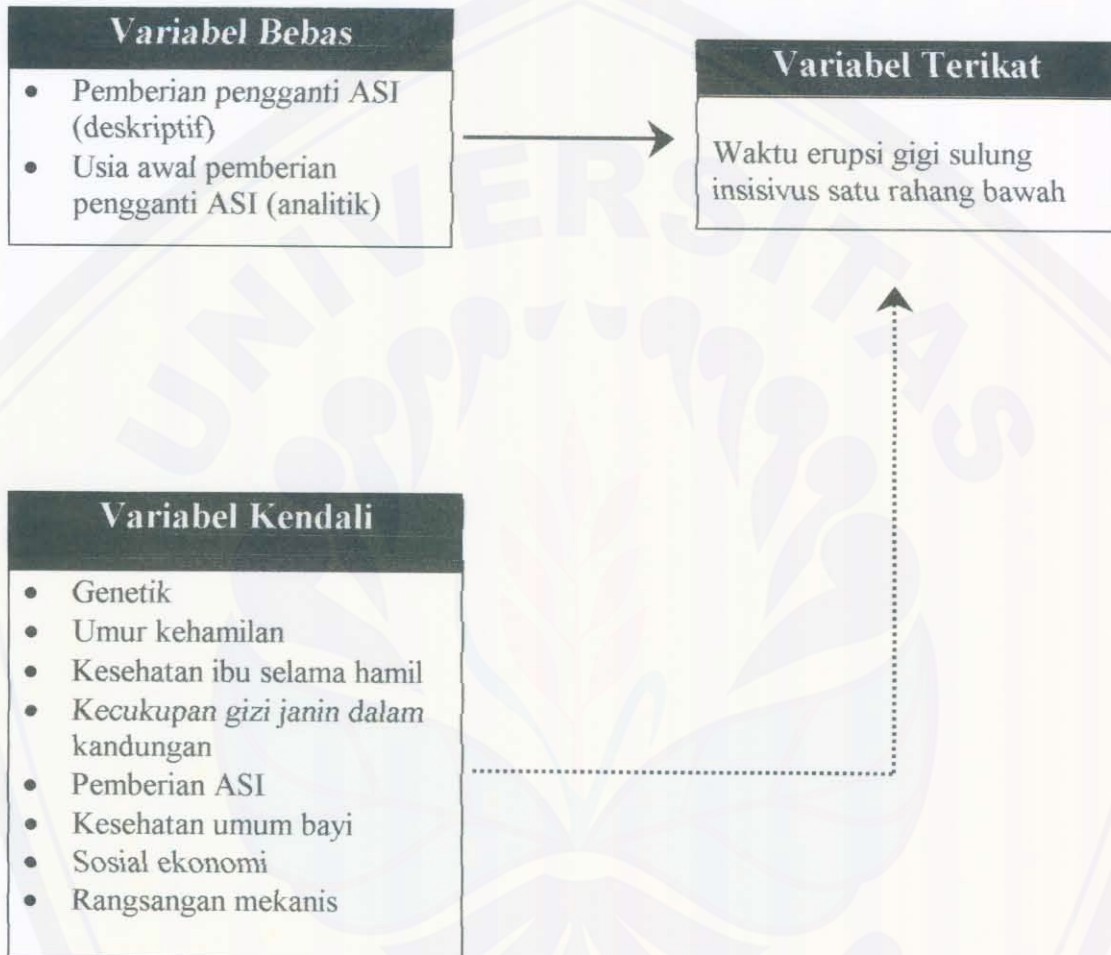 Variabel Bebas
• Pemberian pengganti ASI
(deskriptif)
• Usia awal pemberian
pengganti ASI (analitik)
Variabel Terikat
Waktu erupsi gigi sulung
insisivus satu rahang bawah
Variabel Kendali
• Genetik
• Umur kehamilan
• Kesehatan ibu selama hamil
• Kecukupan gizi janin dalam
kandungan
• Pemberian ASI
• Kesehatan umum bayi
• Sosial ekonomi
• Rangsangan mekanis
UNIVERSITAS